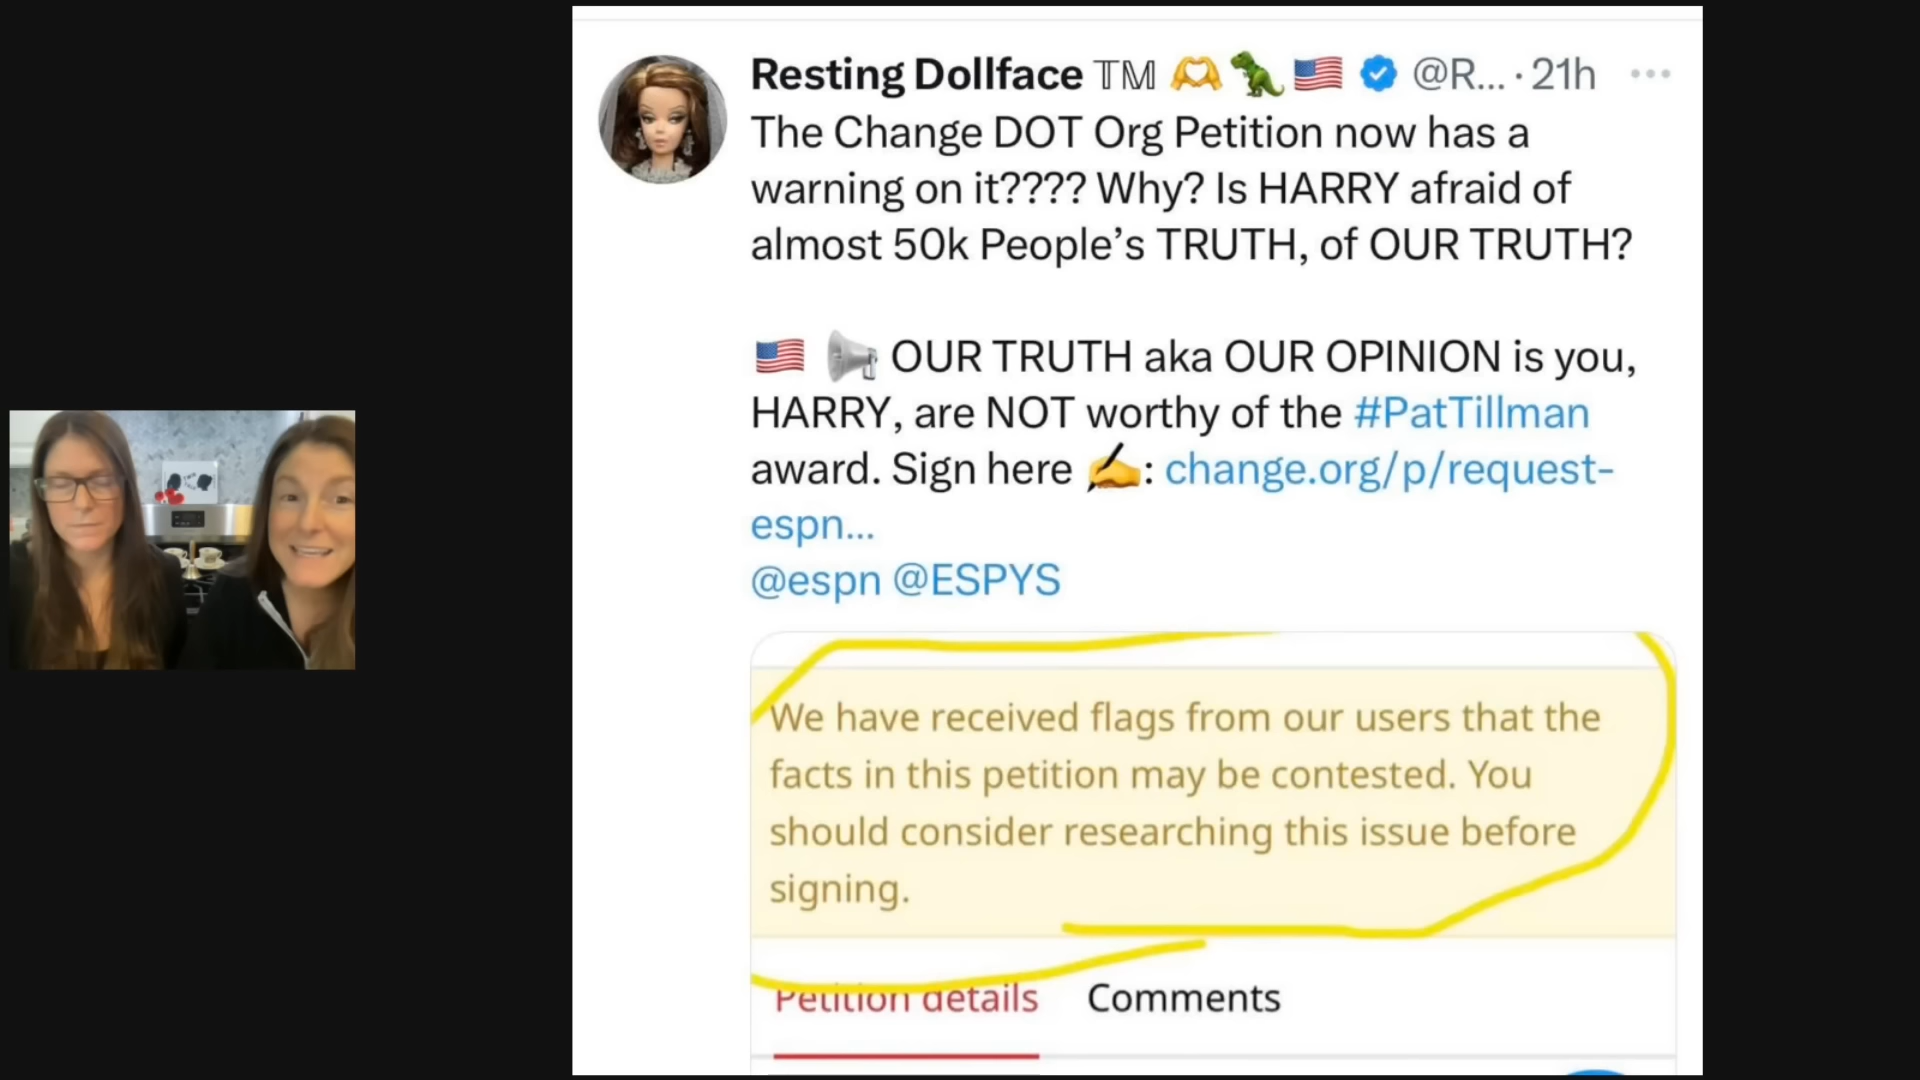 Resting Dollface TM 🫶🦖🇺🇸 @R... · 21h
The Change DOT Org Petition now has a
warning on it???? Why? Is HARRY afraid of
almost 50k People’s TRUTH, of OUR TRUTH?
🇺🇸 📢 OUR TRUTH aka OUR OPINION is you,
HARRY, are NOT worthy of the #PatTillman
award. Sign here ✍️: change.org/p/request-
espn...
@espn @ESPYS
We have received flags from our users that the
facts in this petition may be contested. You
should consider researching this issue before
signing.
Petition details Comments